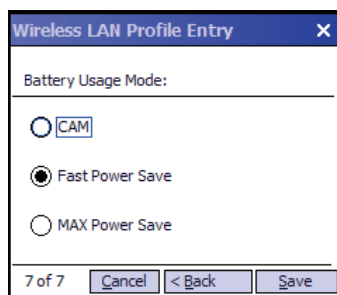 Wireless LAN Profile Entry X
Battery Usage Mode:
CAM
Fast Power Save
MAX Power Save
7 of 7 Cancel < Back Save